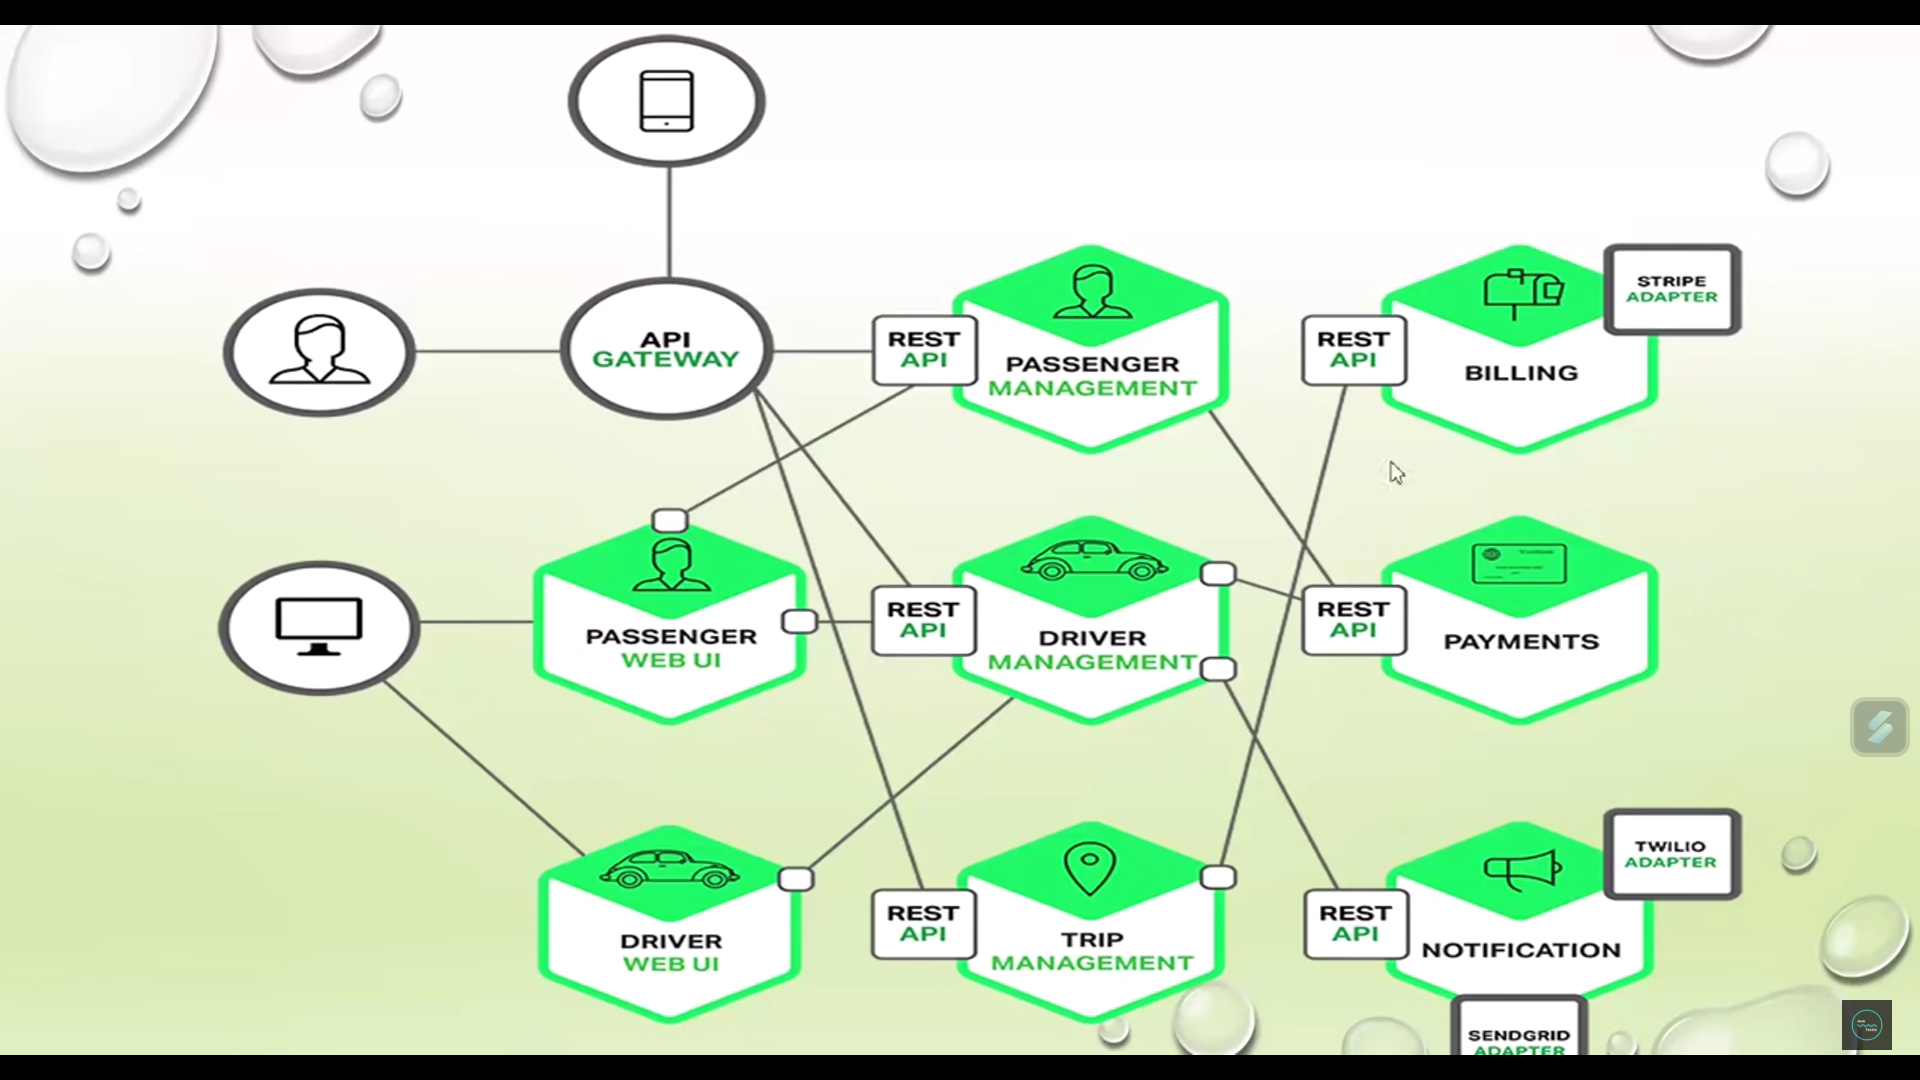 API
GATEWAY
REST
API
PASSENGER
MANAGEMENT
REST
API
BILLING
STRIPE
ADAPTER
PASSENGER
WEB UI
REST
API
DRIVER
MANAGEMENT
REST
API
PAYMENTS
DRIVER
WEB UI
REST
API
TRIP
MANAGEMENT
REST
API
NOTIFICATION
TWILIO
ADAPTER
SENDGRID
ADAPTER